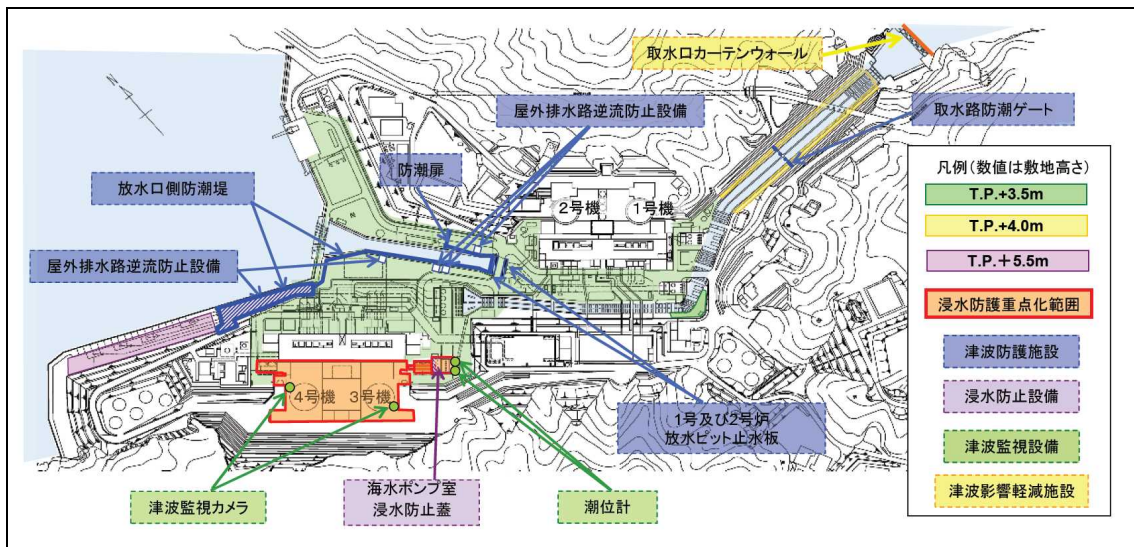 取水口カーテンウォール
屋外排水路逆流防止設備
取水路防潮ゲート
防潮扉
放水口側防潮堤
2号機
1号機
屋外排水路逆流防止設備
4号機
3号機
1号及び2号炉
放水ピット止水板
津波監視カメラ
海水ポンプ室
浸水防止蓋
潮位計
凡例(数値は敷地高さ)
T.P.+3.5m
T.P.+4.0m
T.P.+5.5m
浸水防護重点化範囲
津波防護施設
浸水防止設備
津波監視設備
津波影響軽減施設